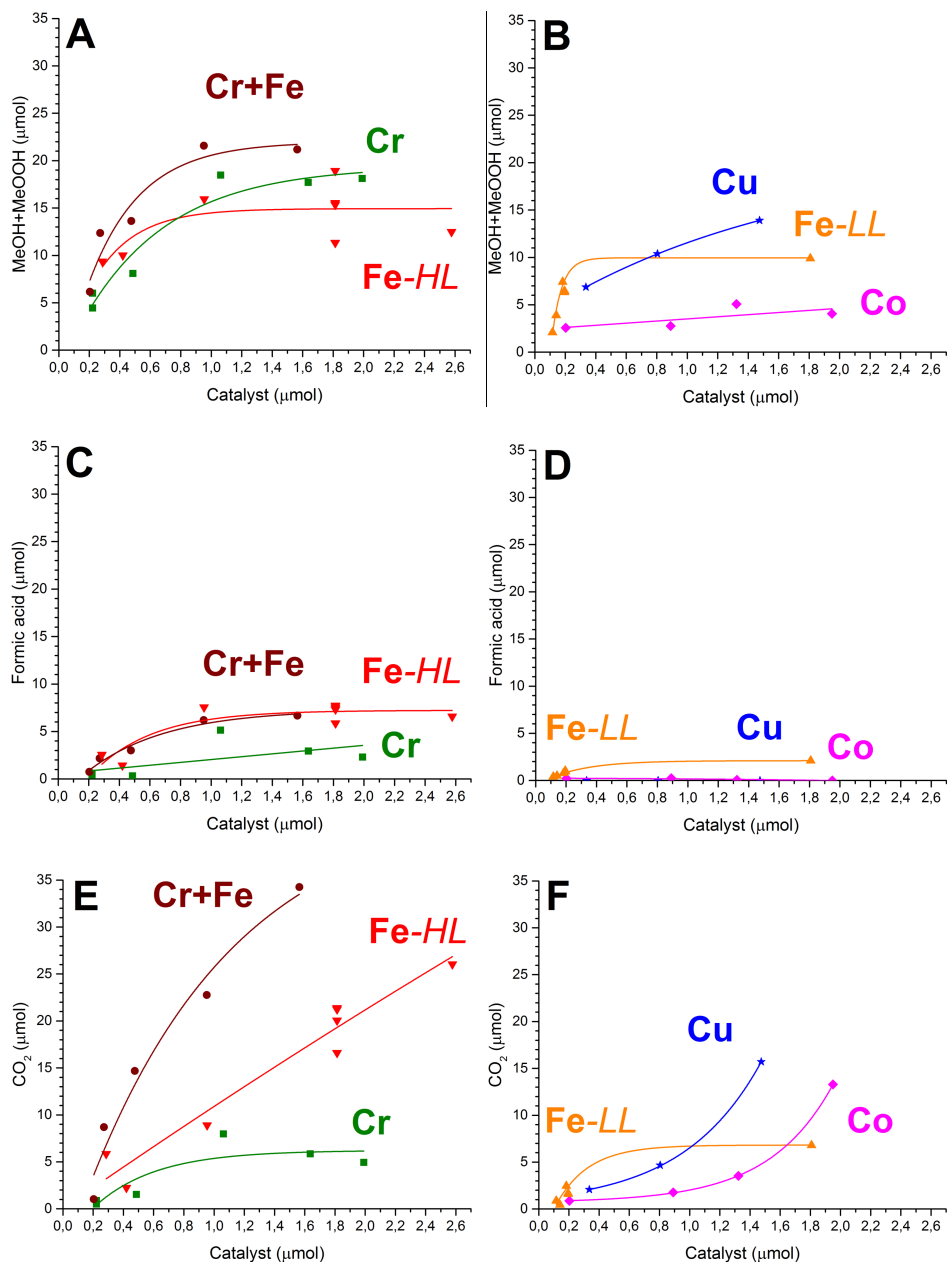 A
Cr+Fe
Cr
Fe-HL
MeOH+MeOOH (μmol)
35
30
25
20
15
10
5
0
0,0 0,2 0,4 0,6 0,8 1,0 1,2 1,4 1,6 1,8 2,0 2,2 2,4 2,6
Catalyst (μmol)
B
Cu
Fe-LL
Co
MeOH+MeOOH (μmol)
35
30
25
20
15
10
5
0
0,0 0,2 0,4 0,6 0,8 1,0 1,2 1,4 1,6 1,8 2,0 2,2 2,4 2,6
Catalyst (μmol)
C
Cr+Fe
Fe-HL
Cr
Formic acid (μmol)
35
30
25
20
15
10
5
0
0,0 0,2 0,4 0,6 0,8 1,0 1,2 1,4 1,6 1,8 2,0 2,2 2,4 2,6
Catalyst (μmol)
D
Fe-LL
Cu
Co
Formic acid (μmol)
35
30
25
20
15
10
5
0
0,0 0,2 0,4 0,6 0,8 1,0 1,2 1,4 1,6 1,8 2,0 2,2 2,4 2,6
Catalyst (μmol)
E
Cr+Fe
Fe-HL
Cr
CO2 (μmol)
35
30
25
20
15
10
5
0
0,0 0,2 0,4 0,6 0,8 1,0 1,2 1,4 1,6 1,8 2,0 2,2 2,4 2,6
Catalyst (μmol)
F
Cu
Fe-LL
Co
CO2 (μmol)
35
30
25
20
15
10
5
0
0,0 0,2 0,4 0,6 0,8 1,0 1,2 1,4 1,6 1,8 2,0 2,2 2,4 2,6
Catalyst (μmol)